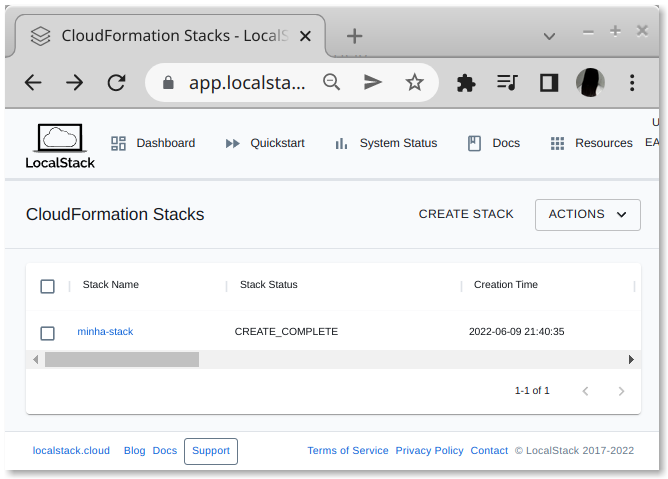 CloudFormation Stacks - LocalS
app.localsta...
LocalStack
Dashboard
Quickstart
System Status
Docs
Resources
U
EA
CloudFormation Stacks
CREATE STACK
ACTIONS
Stack Name
Stack Status
Creation Time
minha-stack
CREATE_COMPLETE
2022-06-09 21:40:35
1-1 of 1
localstack.cloud Blog Docs Support Terms of Service Privacy Policy Contact © LocalStack 2017-2022